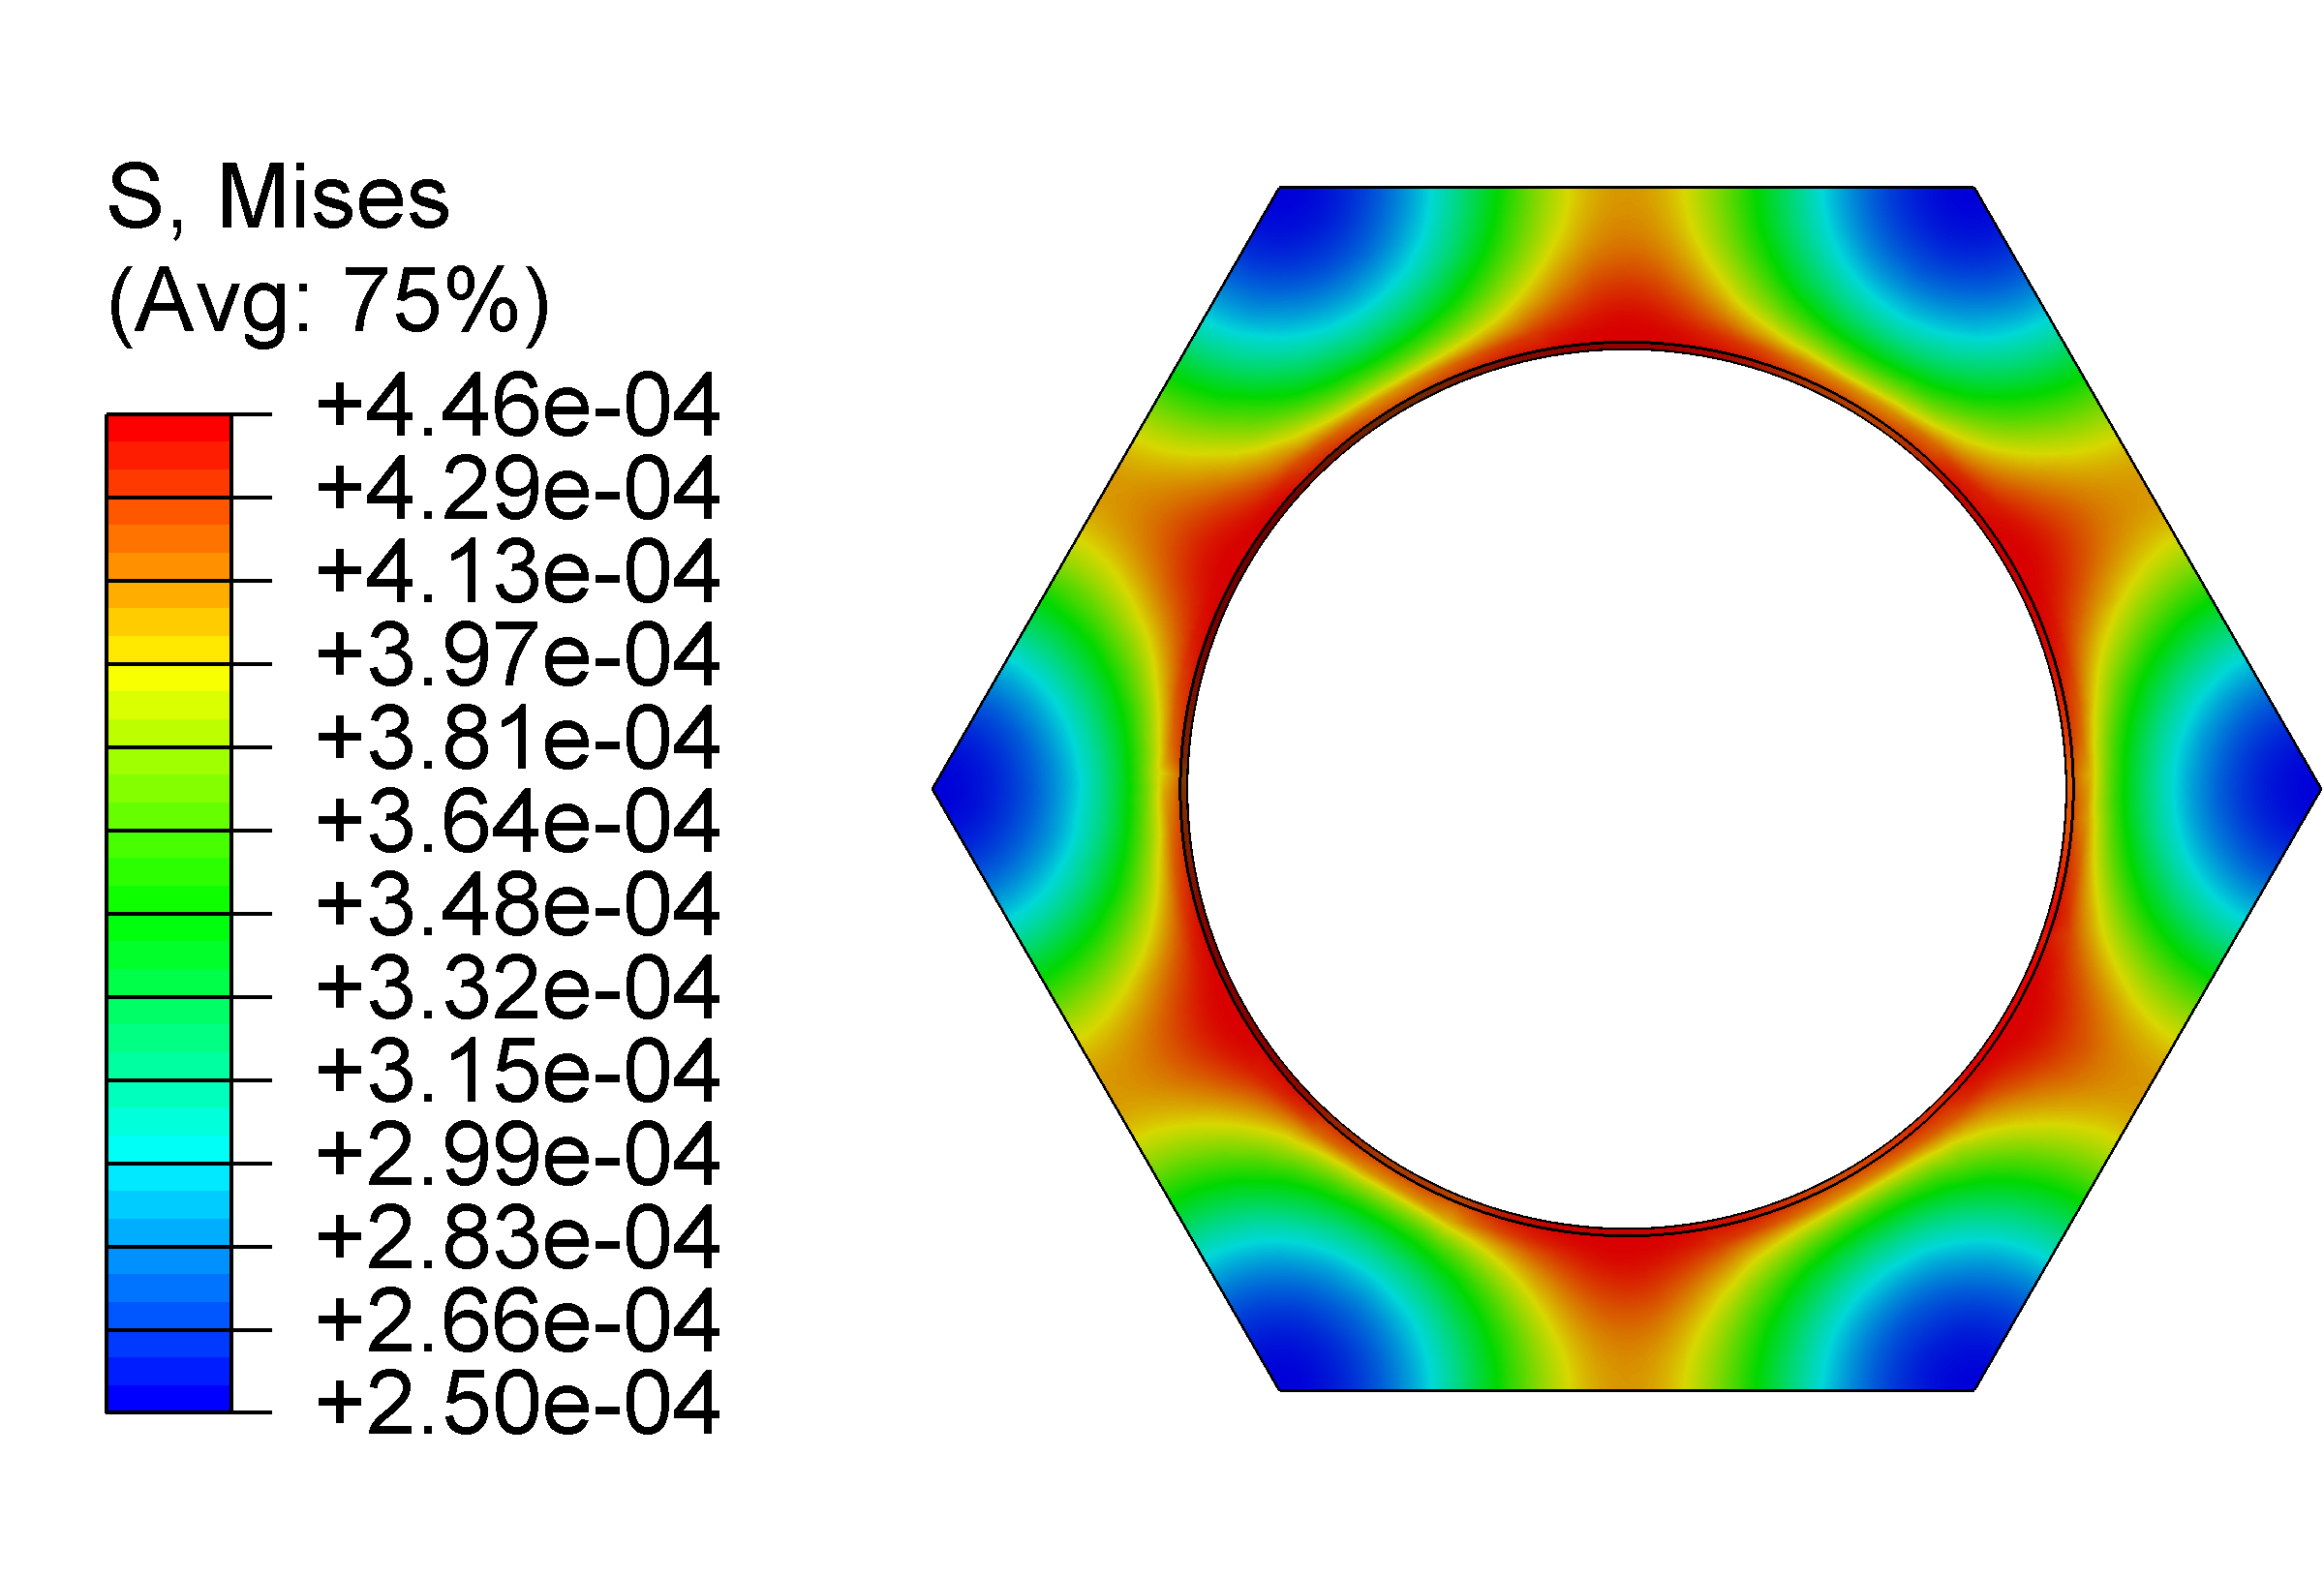 S, Mises
(Avg: 75%)
+4.46e-04
+4.29e-04
+4.13e-04
+3.97e-04
+3.81e-04
+3.64e-04
+3.48e-04
+3.32e-04
+3.15e-04
+2.99e-04
+2.83e-04
+2.66e-04
+2.50e-04